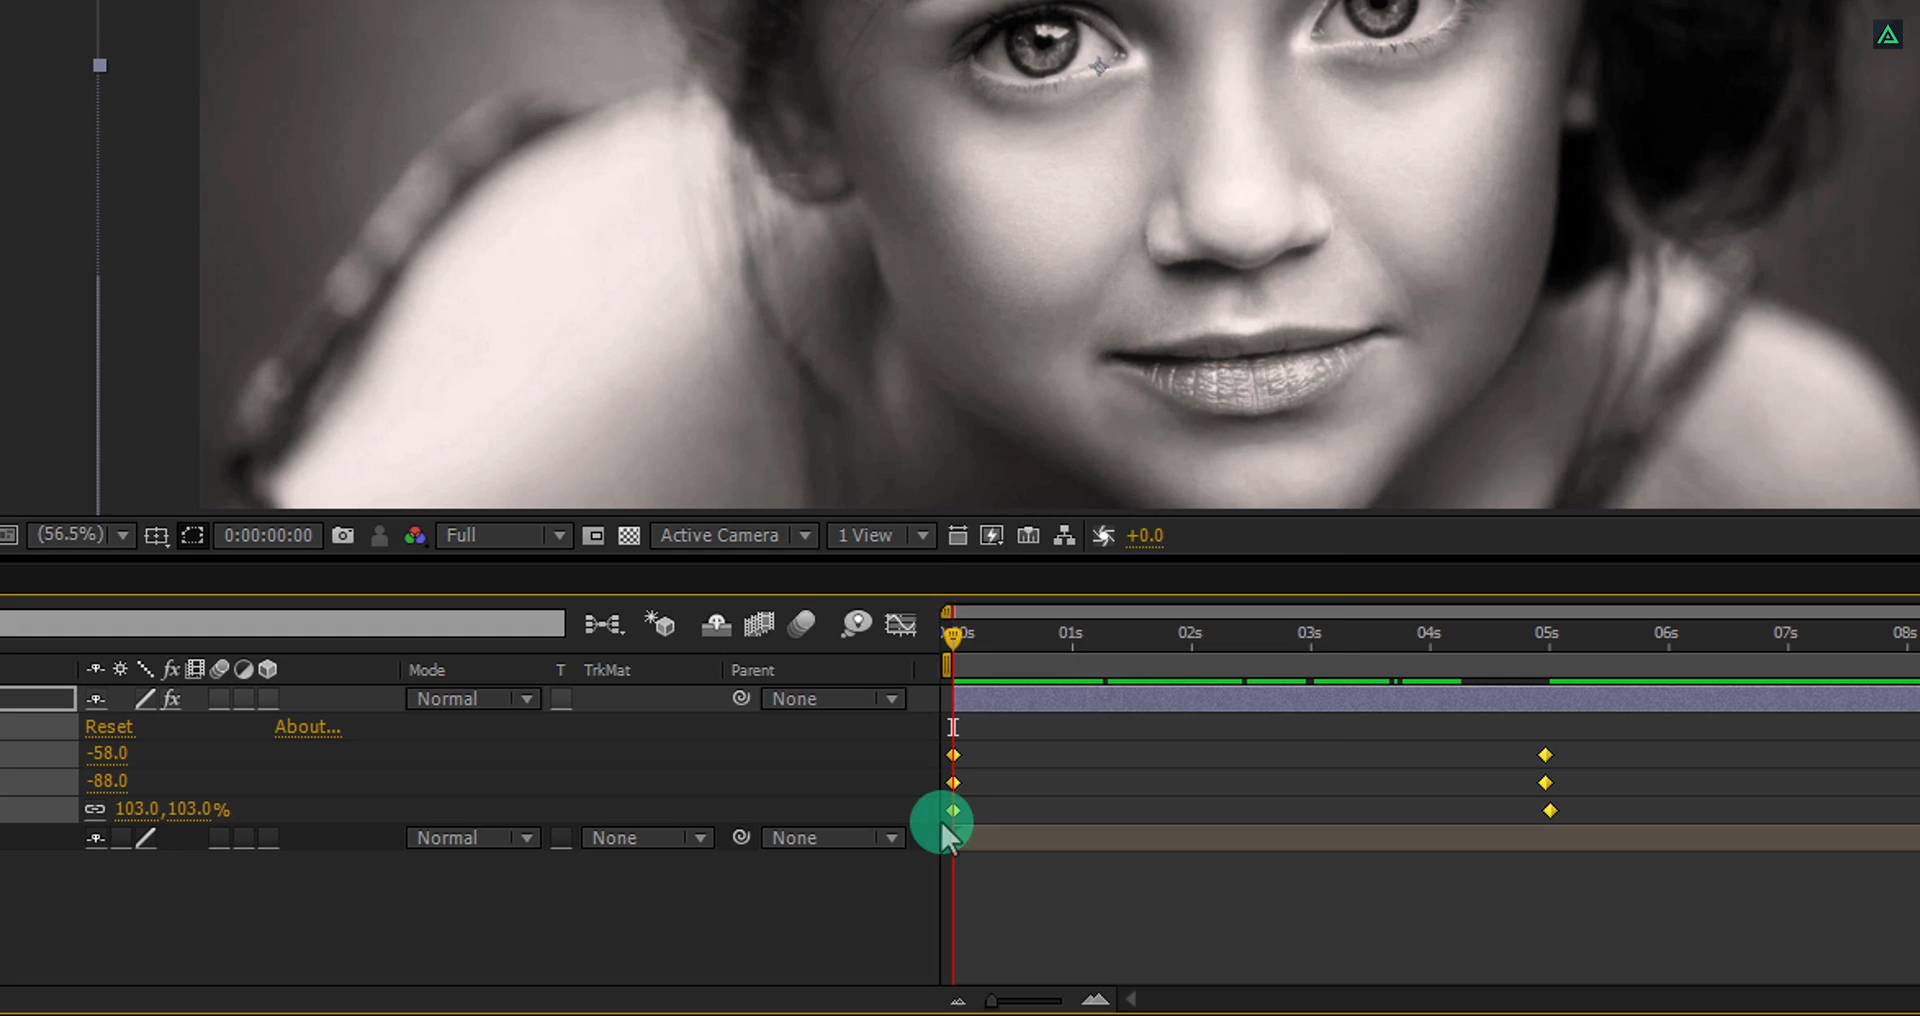 (56.5%) 0:00:00:00 Full Active Camera 1 View +0.0
0s 01s 02s 03s 04s 05s 06s 07s 08s
fx Mode T TrkMat Parent
fx Normal None
Reset About...
-58.0
-88.0
103.0,103.0%
Normal None None